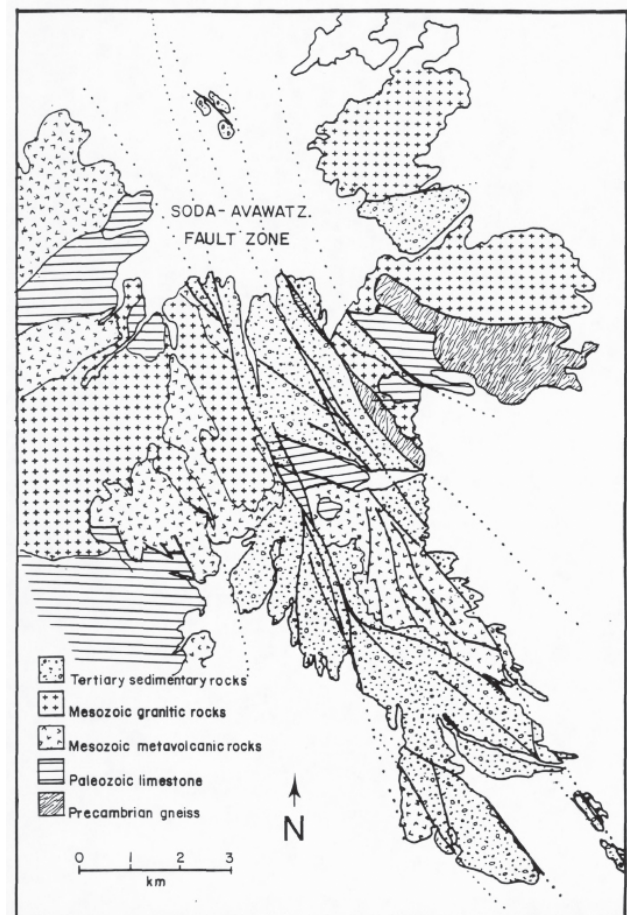 SODA-AVAWATZ.
FAULT ZONE
Tertiary sedimentary rocks
Mesozoic granitic rocks
Mesozoic metavolcanic rocks
Paleozoic limestone
Precambrian gneiss
N
0 1 2 3
km